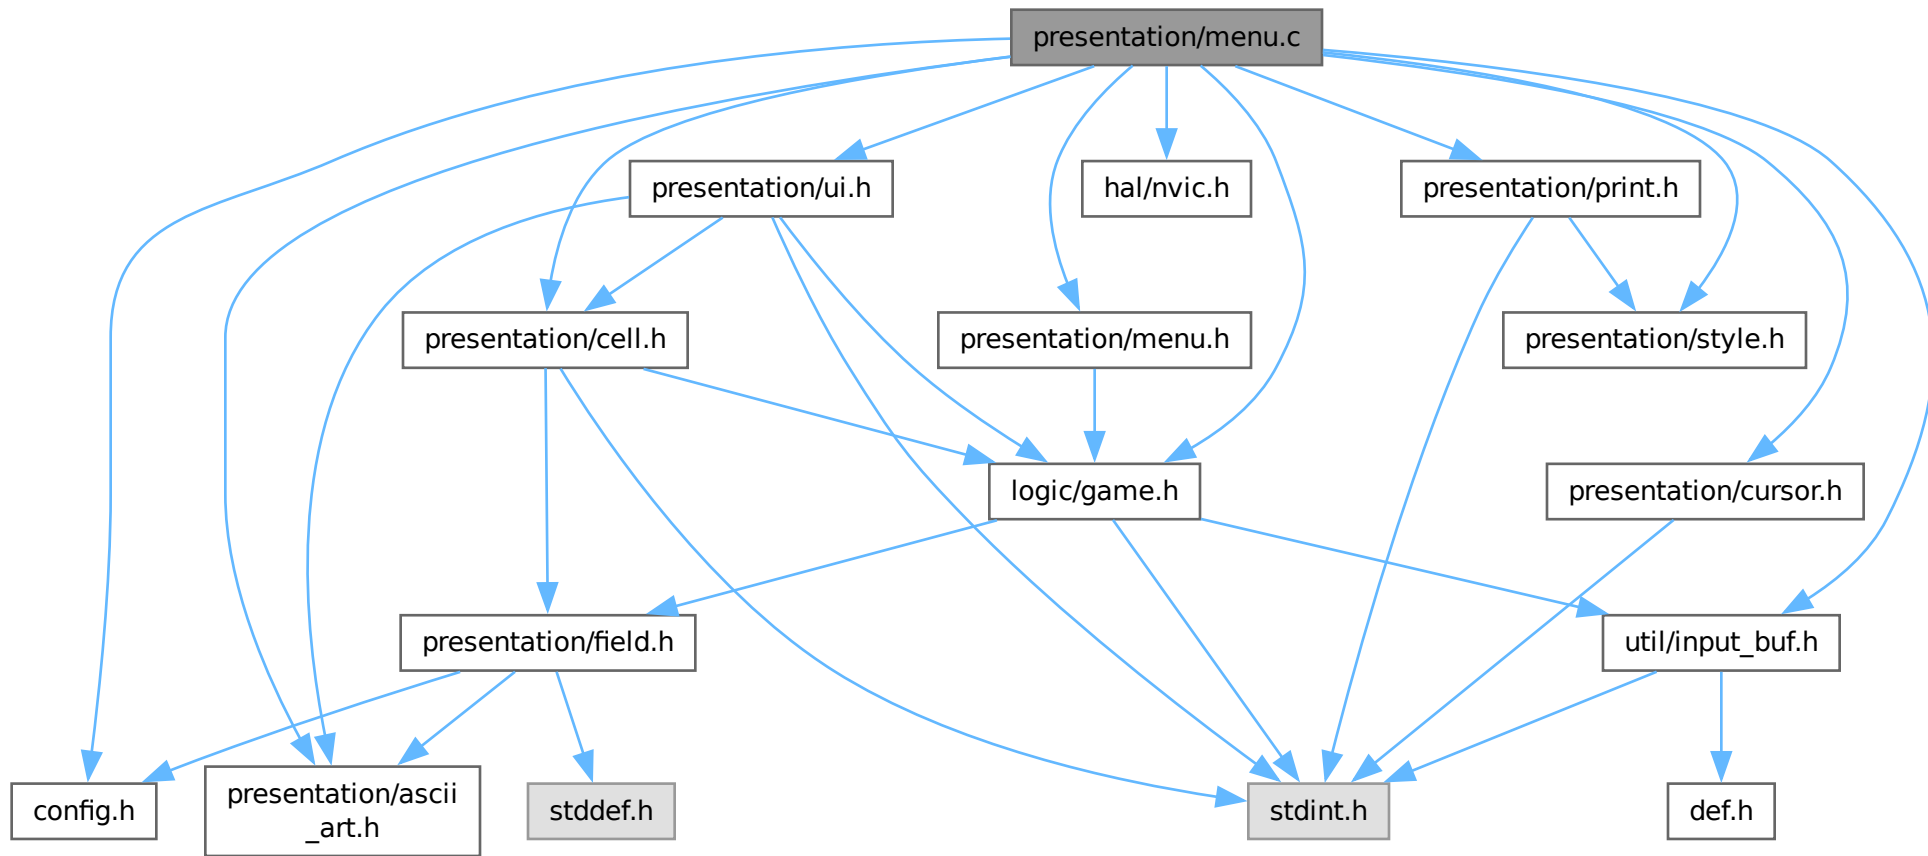 presentation/menu.c
presentation/ui.h
hal/nvic.h
presentation/print.h
presentation/cell.h
presentation/menu.h
presentation/style.h
logic/game.h
presentation/cursor.h
presentation/field.h
util/input_buf.h
config.h
presentation/ascii
_art.h
stddef.h
stdint.h
def.h